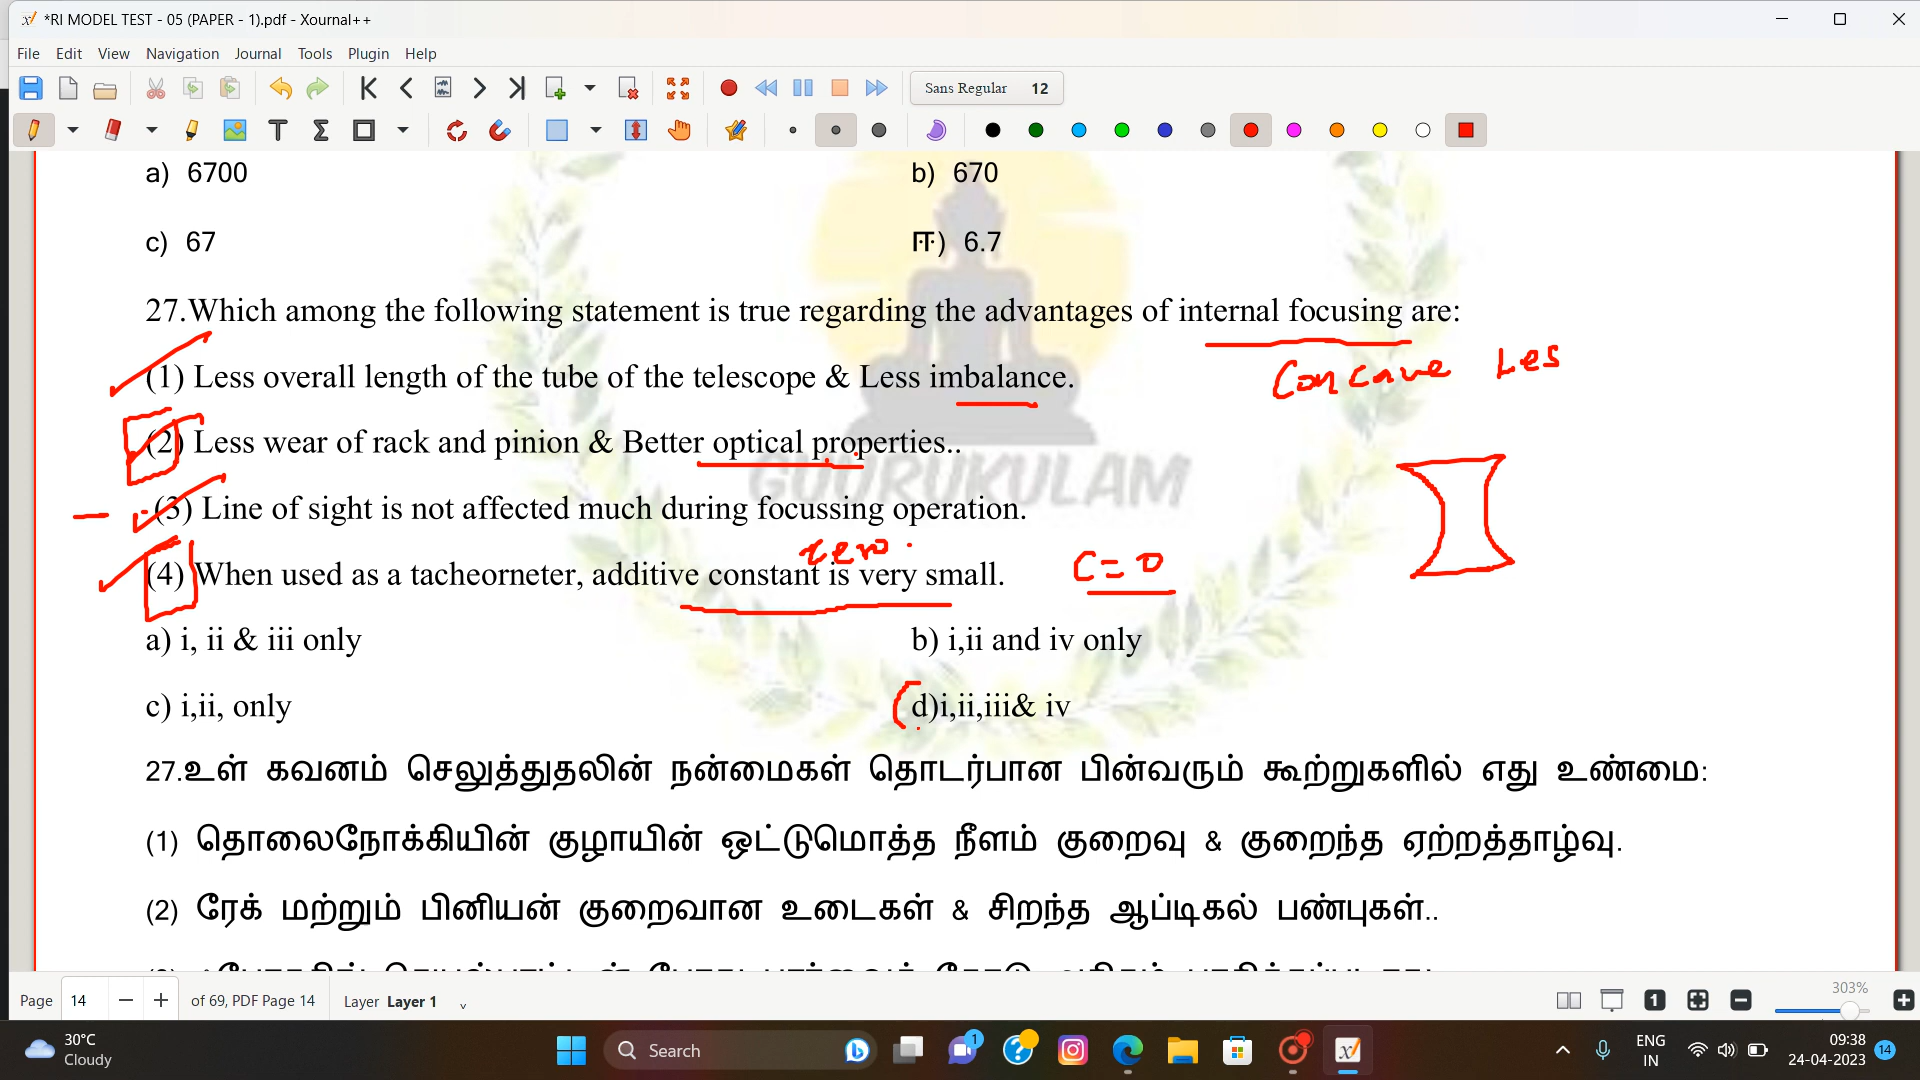 *RI MODEL TEST - 05 (PAPER - 1).pdf - Xournal++
File Edit View Navigation Journal Tools Plugin Help
Sans Regular 12
a) 6700 b) 670
c) 67 ஈ) 6.7
27.Which among the following statement is true regarding the advantages of internal focusing are:
(1) Less overall length of the tube of the telescope & Less imbalance.
Concave Les
(2) Less wear of rack and pinion & Better optical properties..
GUURUKULAM
(3) Line of sight is not affected much during focussing operation.
zero.
(4) When used as a tacheorneter, additive constant is very small. C = 0
a) i, ii & iii only b) i,ii and iv only
c) i,ii, only d)i,ii,iii& iv
27.உள் கவனம் செலுத்துதலின் நன்மைகள் தொடர்பான பின்வரும் கூற்றுகளில் எது உண்மை:
(1) தொலைநோக்கியின் குழாயின் ஒட்டுமொத்த நீளம் குறைவு & குறைந்த ஏற்றத்தாழ்வு.
(2) ரேக் மற்றும் பினியன் குறைவான உடைகள் & சிறந்த ஆப்டிகல் பண்புகள்..
Page 14 of 69, PDF Page 14 Layer Layer 1 303%
30°C
Cloudy
Search
1
ENG
IN
09:38
24-04-2023
14